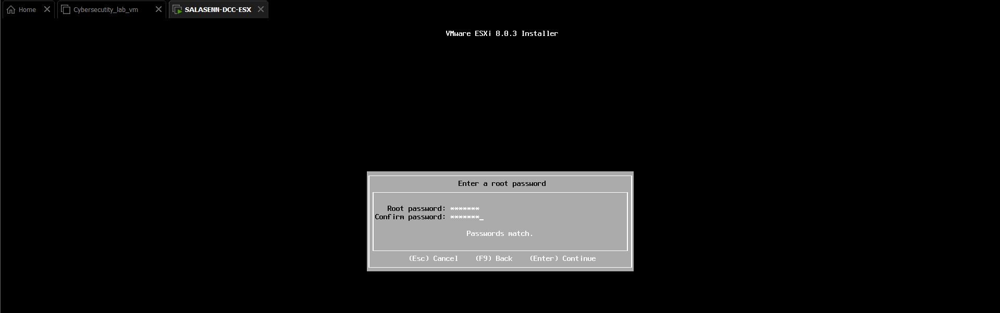 Home
Cybersecutity_lab_vm
SALASENN-DCC-ESX
VMware ESXi 8.0.3 Installer
Enter a root password
Root password: *******
Confirm password: *******_
Passwords match.
(Esc) Cancel    (F9) Back    (Enter) Continue